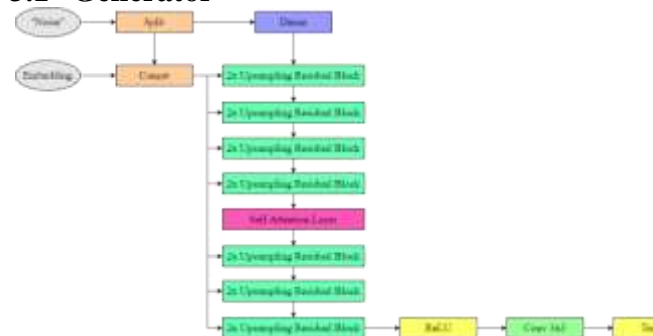 Generator
"Noise" Split Dense
Embedding Concat 2x Upsampling Residual Block
2x Upsampling Residual Block
2x Upsampling Residual Block
2x Upsampling Residual Block
Self Attention Layer
2x Upsampling Residual Block
2x Upsampling Residual Block
2x Upsampling Residual Block ReLU Conv 3x3